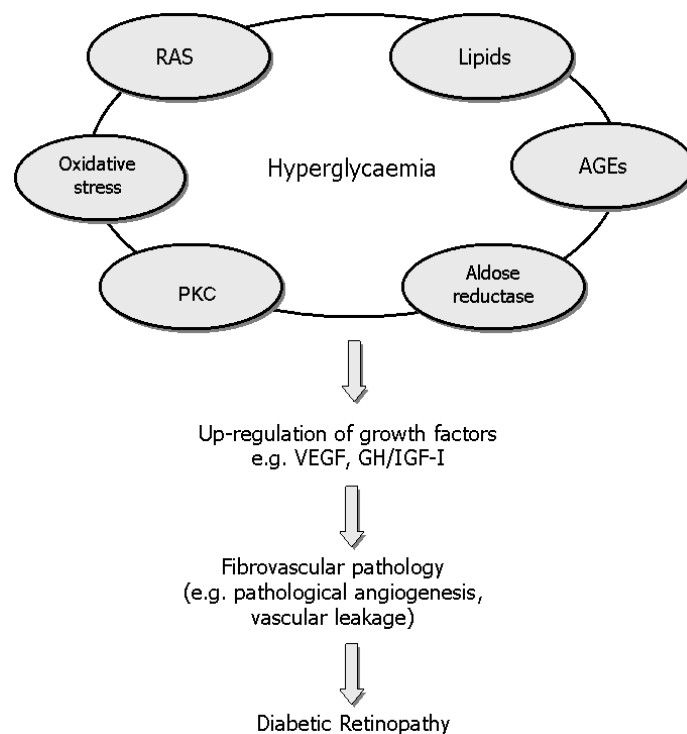 RAS
Lipids
Oxidative
stress
Hyperglycaemia
AGEs
PKC
Aldose
reductase
Up-regulation of growth factors
e.g. VEGF, GH/IGF-I
Fibrovascular pathology
(e.g. pathological angiogenesis,
vascular leakage)
Diabetic Retinopathy